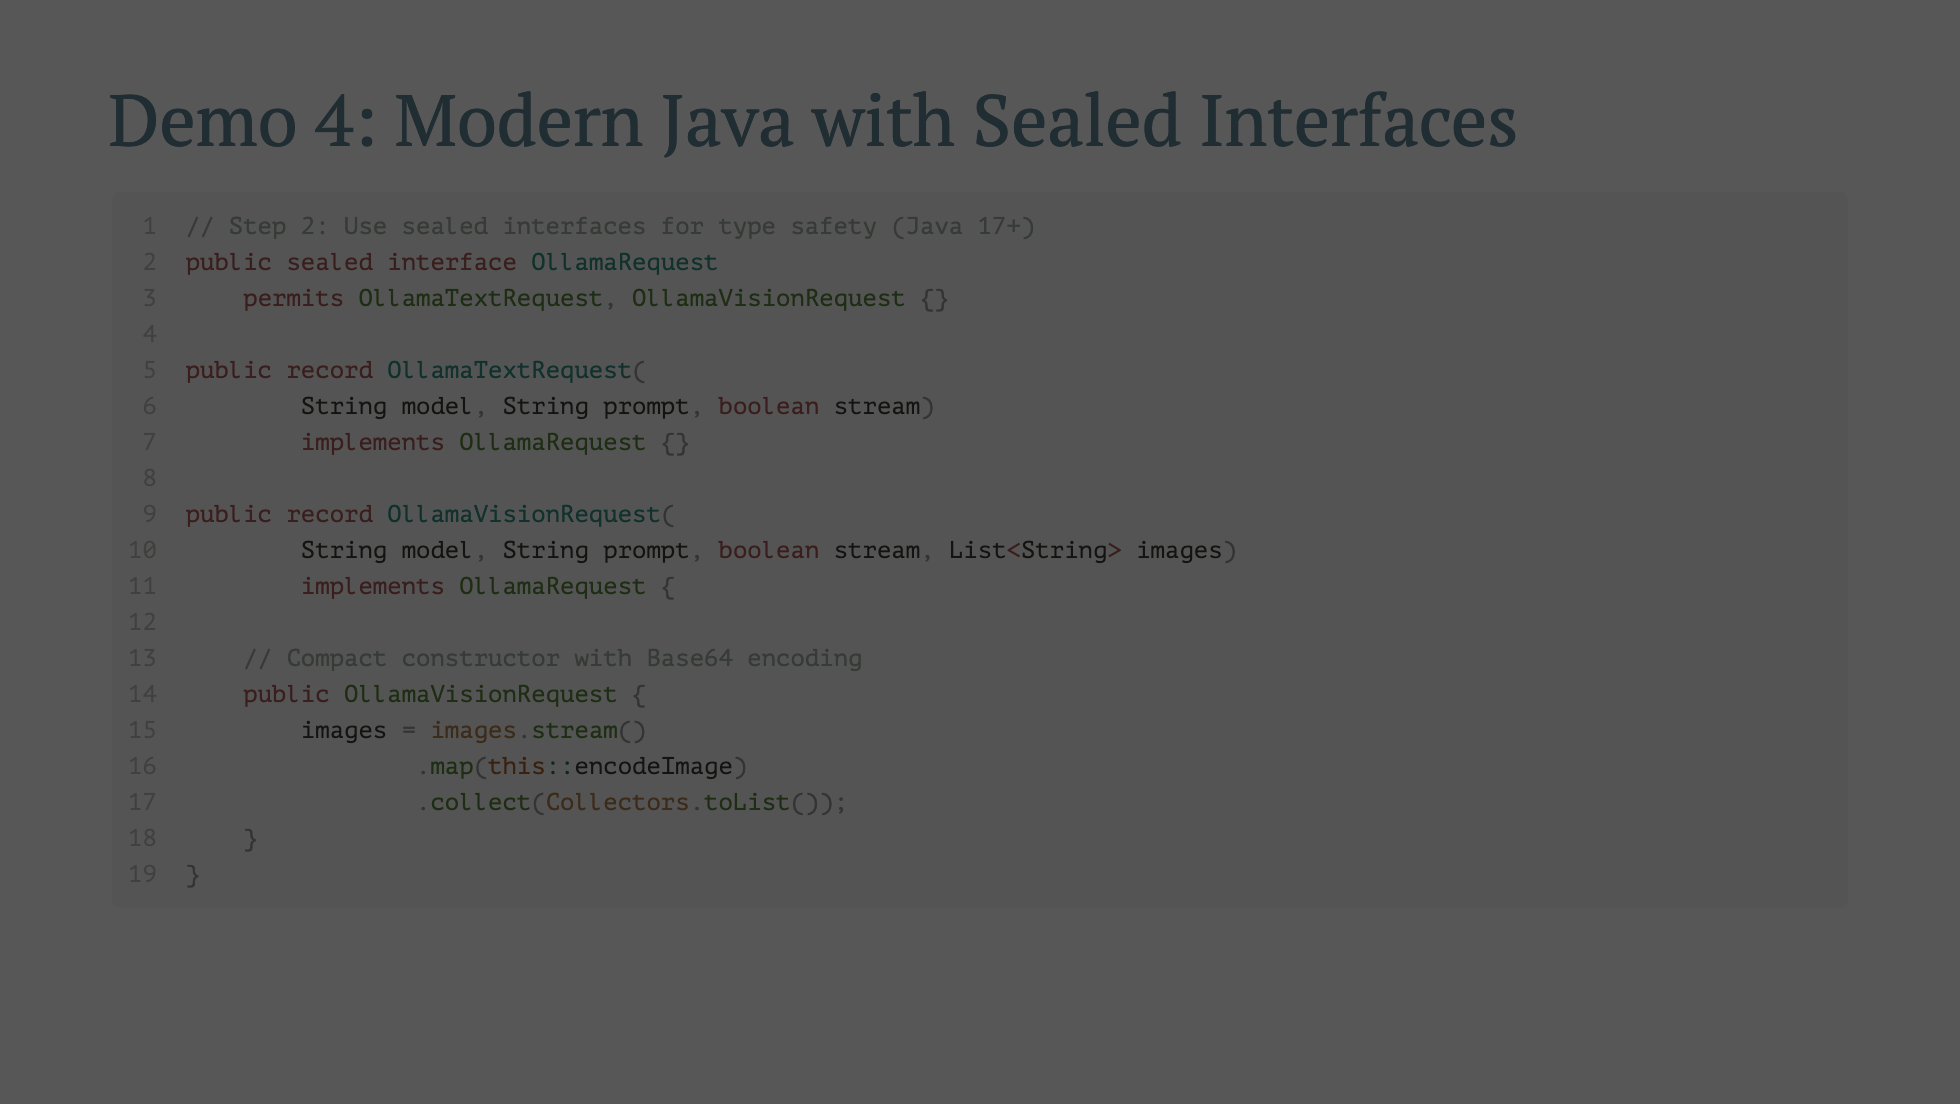 Demo 4: Modern Java with Sealed Interfaces
1 // Step 2: Use sealed interfaces for type safety (Java 17+)
2 public sealed interface OllamaRequest
3     permits OllamaTextRequest, OllamaVisionRequest {}
4
5 public record OllamaTextRequest(
6         String model, String prompt, boolean stream)
7         implements OllamaRequest {}
8
9 public record OllamaVisionRequest(
10         String model, String prompt, boolean stream, List<String> images)
11         implements OllamaRequest {
12
13     // Compact constructor with Base64 encoding
14     public OllamaVisionRequest {
15         images = images.stream()
16                 .map(this::encodeImage)
17                 .collect(Collectors.toList());
18     }
19 }